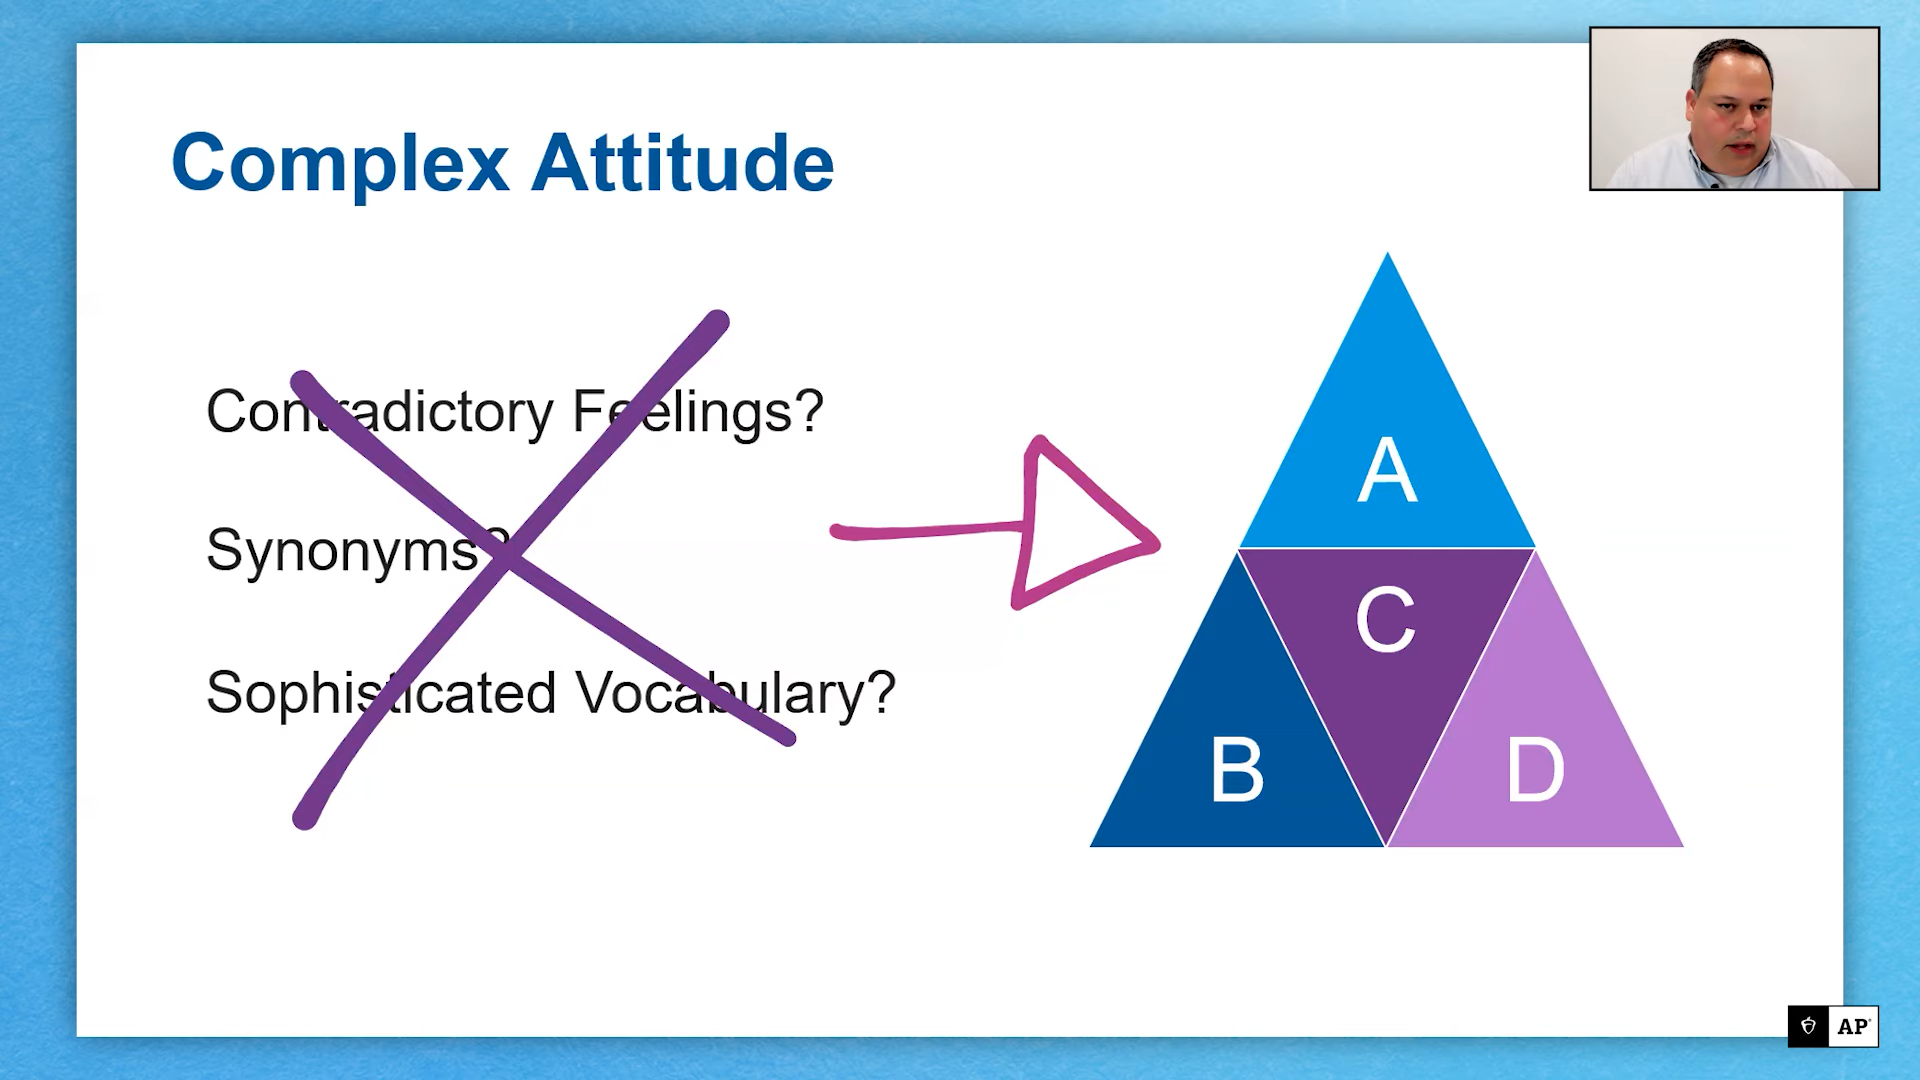 Complex Attitude
Contradictory Feelings?
Synonyms?
Sophisticated Vocabulary?
A
C
B
D
AP